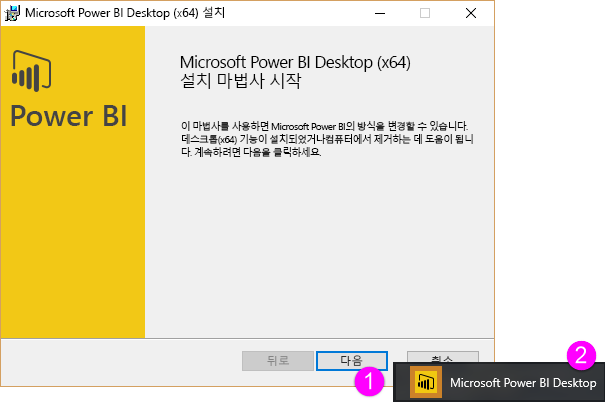 Microsoft Power BI Desktop (x64) 설치
Power BI
Microsoft Power BI Desktop (x64)
설치 마법사 시작
이 마법사를 사용하면 Microsoft Power BI의 방식을 변경할 수 있습니다.
데스크톱(x64) 기능이 설치되었거나컴퓨터에서 제거하는 데 도움이 됩니
다. 계속하려면 다음을 클릭하세요.
뒤로
다음
취소
1
2
Microsoft Power BI Desktop